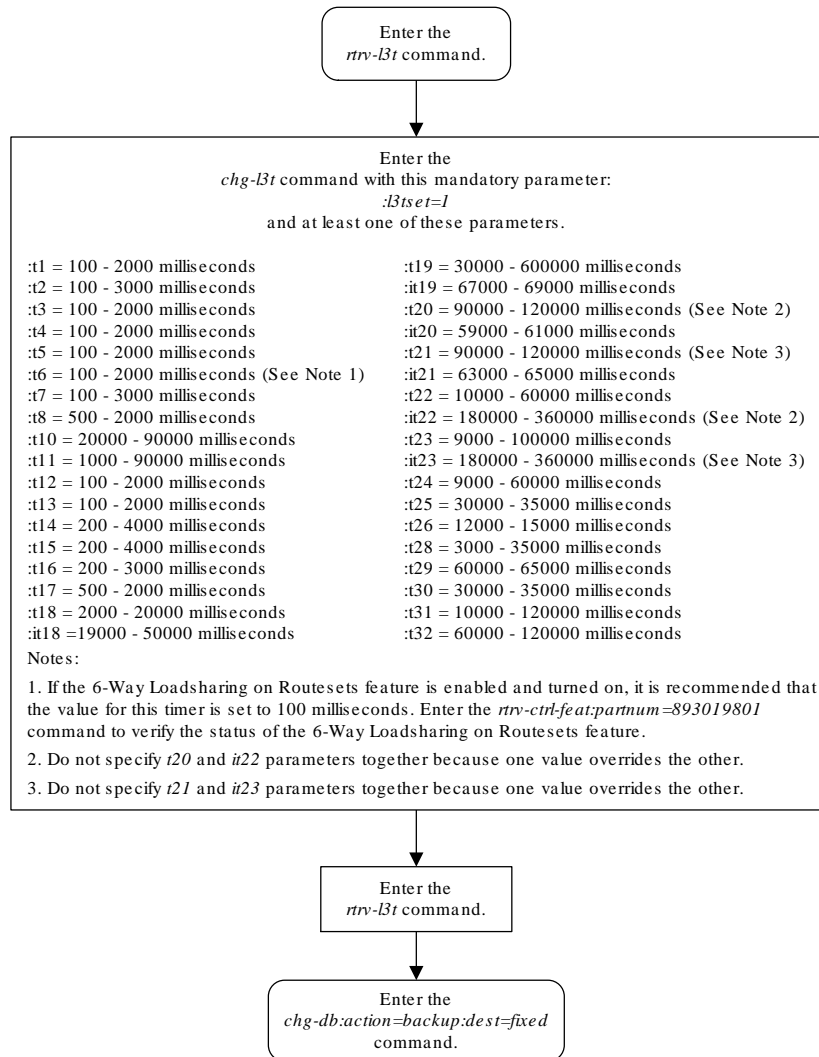 Enter the
rtrv-l3t command.
Enter the
chg-l3t command with this mandatory parameter:
:l3tset=1
and at least one of these parameters.
:t1 = 100 - 2000 milliseconds
:t2 = 100 - 3000 milliseconds
:t3 = 100 - 2000 milliseconds
:t4 = 100 - 2000 milliseconds
:t5 = 100 - 2000 milliseconds
:t6 = 100 - 2000 milliseconds (See Note 1)
:t7 = 100 - 3000 milliseconds
:t8 = 500 - 2000 milliseconds
:t10 = 20000 - 90000 milliseconds
:t11 = 1000 - 90000 milliseconds
:t12 = 100 - 2000 milliseconds
:t13 = 100 - 2000 milliseconds
:t14 = 200 - 4000 milliseconds
:t15 = 200 - 4000 milliseconds
:t16 = 200 - 3000 milliseconds
:t17 = 500 - 2000 milliseconds
:t18 = 2000 - 20000 milliseconds
:it18 =19000 - 50000 milliseconds
:t19 = 30000 - 600000 milliseconds
:it19 = 67000 - 69000 milliseconds
:t20 = 90000 - 120000 milliseconds (See Note 2)
:it20 = 59000 - 61000 milliseconds
:t21 = 90000 - 120000 milliseconds (See Note 3)
:it21 = 63000 - 65000 milliseconds
:t22 = 10000 - 60000 milliseconds
:it22 = 180000 - 360000 milliseconds (See Note 2)
:t23 = 9000 - 100000 milliseconds
:it23 = 180000 - 360000 milliseconds (See Note 3)
:t24 = 9000 - 60000 milliseconds
:t25 = 30000 - 35000 milliseconds
:t26 = 12000 - 15000 milliseconds
:t28 = 3000 - 35000 milliseconds
:t29 = 60000 - 65000 milliseconds
:t30 = 30000 - 35000 milliseconds
:t31 = 10000 - 120000 milliseconds
:t32 = 60000 - 120000 milliseconds
Notes:
1. If the 6-Way Loadsharing on Routesets feature is enabled and turned on, it is recommended that
the value for this timer is set to 100 milliseconds. Enter the rtrv-ctrl-feat:partnum=893019801
command to verify the status of the 6-Way Loadsharing on Routesets feature.
2. Do not specify t20 and it22 parameters together because one value overrides the other.
3. Do not specify t21 and it23 parameters together because one value overrides the other.
Enter the
rtrv-l3t command.
Enter the
chg-db:action=backup:dest=fixed
command.